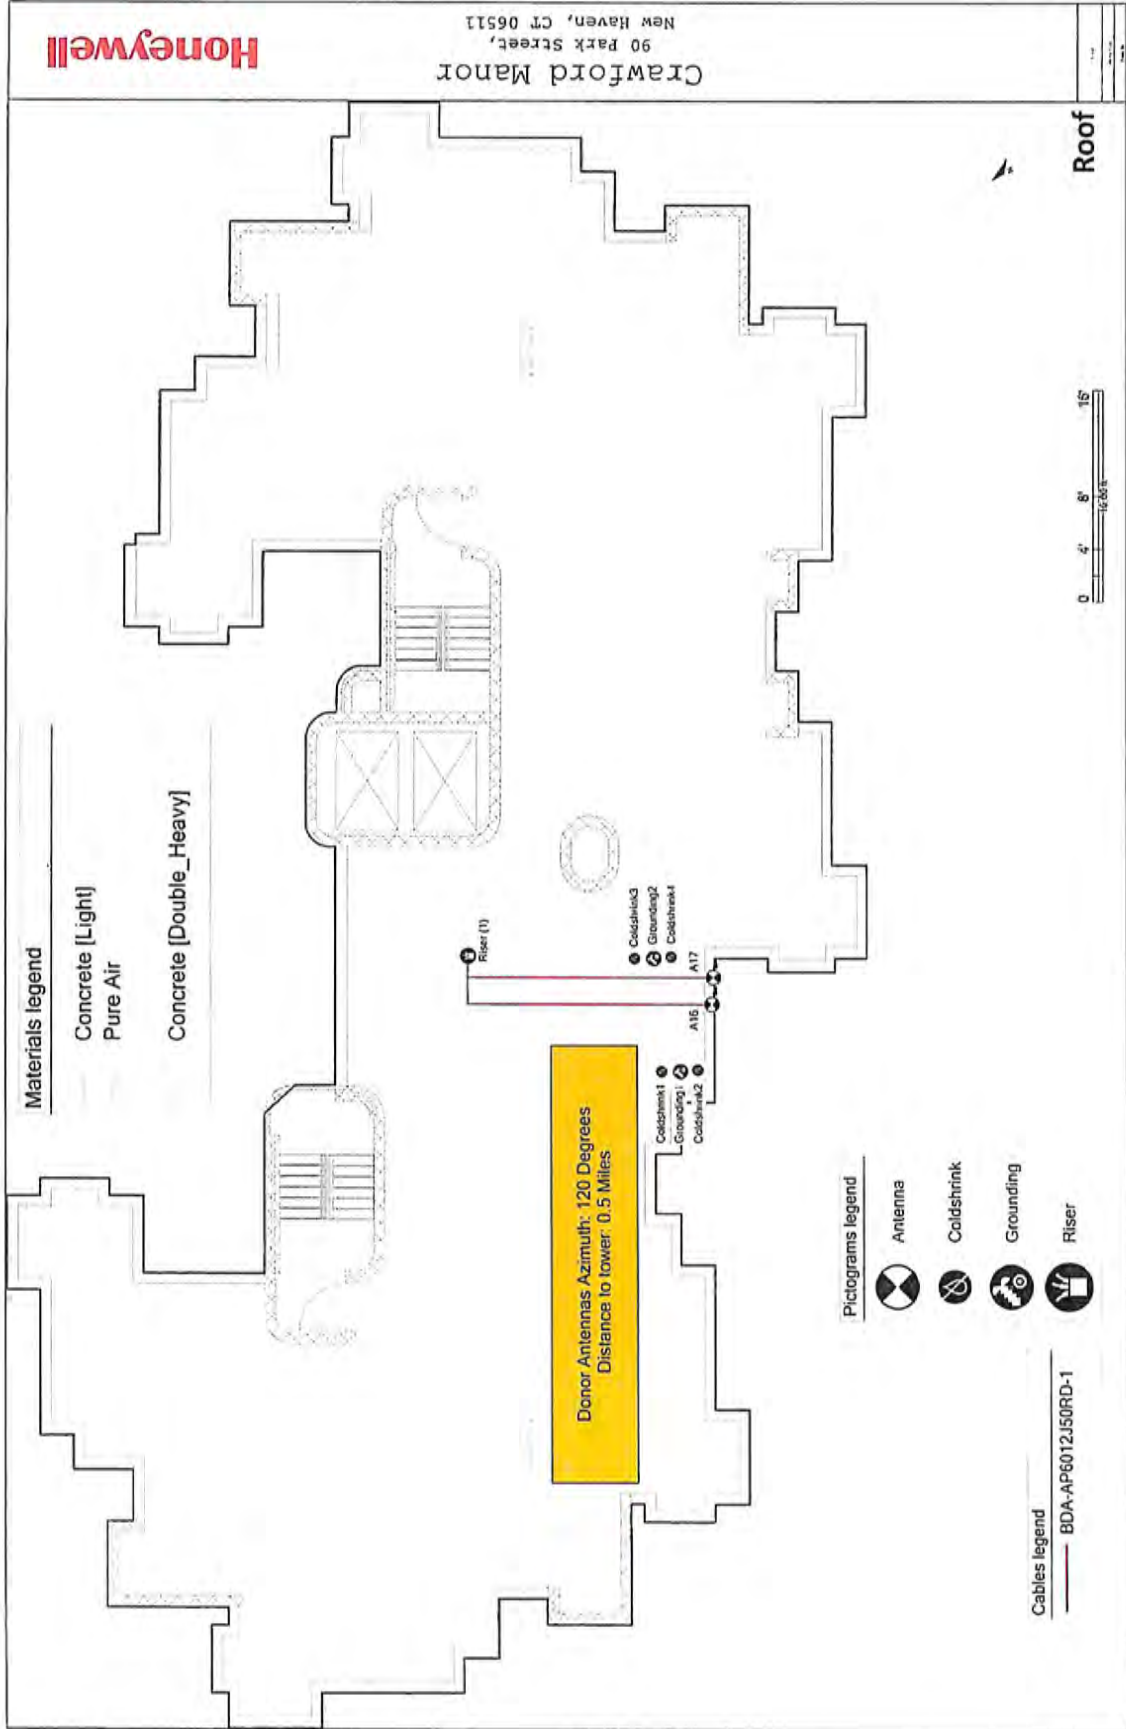 Honeywell
Crawford Manor
90 Park Street,
New Haven, CT 06511
Roof
Materials legend
Concrete [Light]
Pure Air
Concrete [Double_Heavy]
Riser (1)
Coldshrink3
Grounding2
Coldshrink4
A17
A16
Coldshrink1
Grounding1
Coldshrink2
Donor Antennas Azimuth: 120 Degrees
Distance to tower: 0.5 Miles
Pictograms legend
Antenna
Coldshrink
Grounding
Riser
Cables legend
BDA-AP6012J50RD-1
0 4' 8' 16'